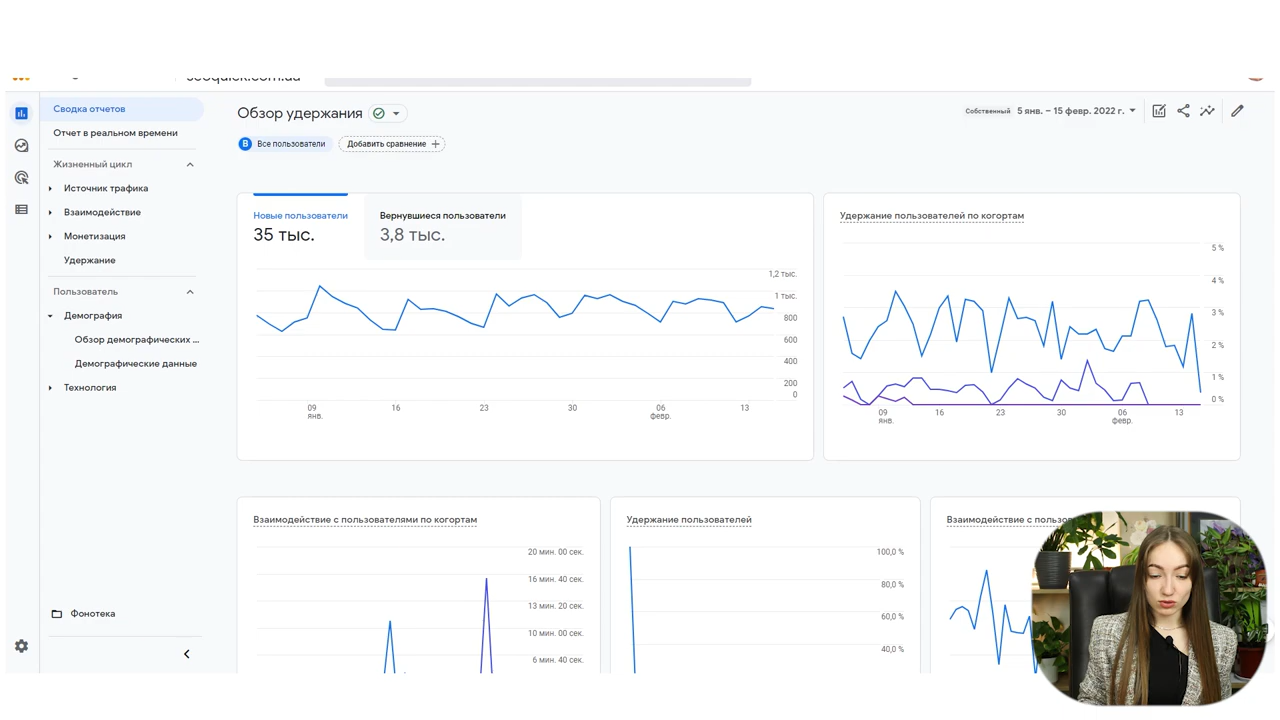 Сводка отчетов
Отчет в реальном времени
Жизненный цикл
Источник трафика
Взаимодействие
Монетизация
Удержание
Пользователь
Демография
Обзор демографических ...
Демографические данные
Технология
Фонотека
Обзор удержания
Собственный 5 янв. – 15 февр. 2022 г.
B Все пользователи
Добавить сравнение
Новые пользователи
35 тыс.
Вернувшиеся пользователи
3,8 тыс.
1,2 тыс.
1 тыс.
800
600
400
200
0
09 16 23 30 06 13
янв. февр.
Удержание пользователей по когортам
5 %
4 %
3 %
2 %
1 %
0 %
09 16 23 30 06 13
янв. февр.
Взаимодействие с пользователями по когортам
20 мин. 00 сек.
16 мин. 40 сек.
13 мин. 20 сек.
10 мин. 00 сек.
6 мин. 40 сек.
Удержание пользователей
100,0 %
80,0 %
60,0 %
40,0 %
Взаимодействие с